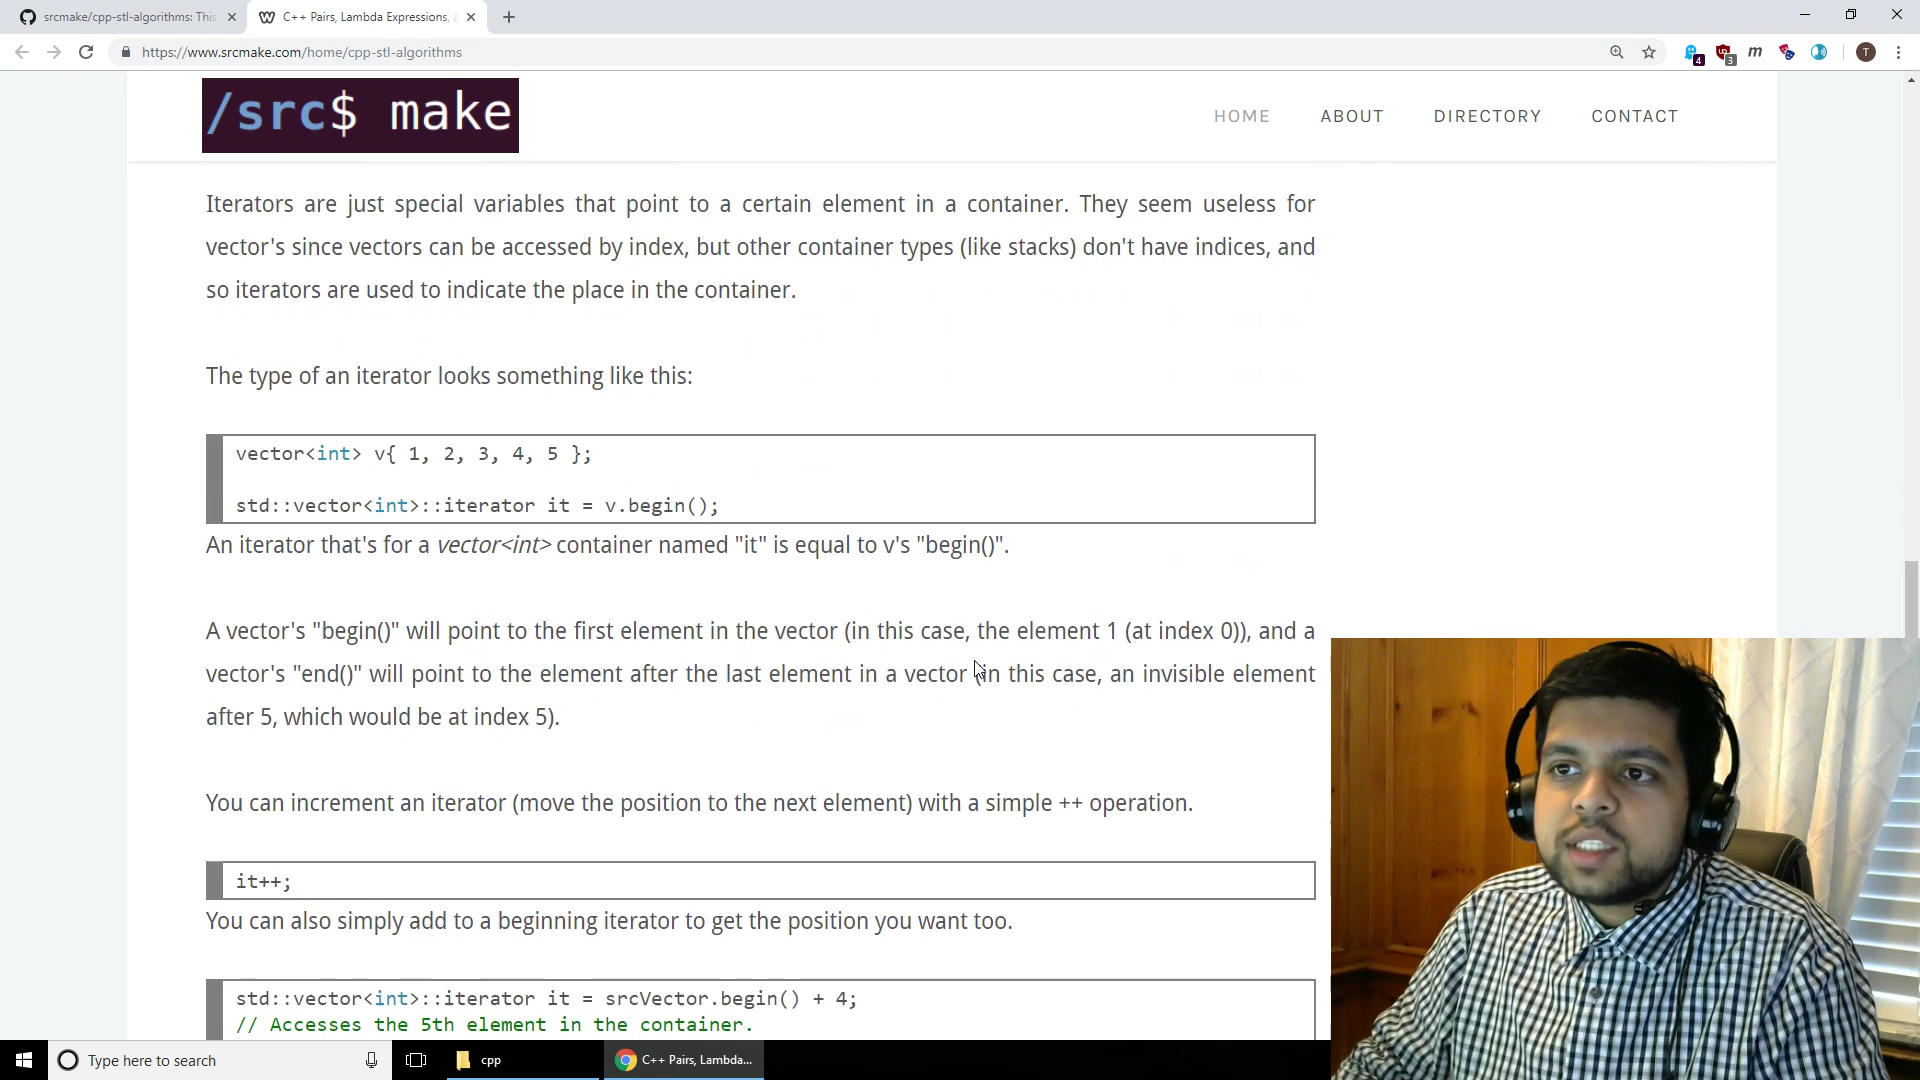 srcmake/cpp-stl-algorithms: This
C++ Pairs, Lambda Expressions, a
https://www.srcmake.com/home/cpp-stl-algorithms
4
3
m
T
/src$ make
HOME
ABOUT
DIRECTORY
CONTACT
Iterators are just special variables that point to a certain element in a container. They seem useless for
vector's since vectors can be accessed by index, but other container types (like stacks) don't have indices, and
so iterators are used to indicate the place in the container.
The type of an iterator looks something like this:
vector<int> v{ 1, 2, 3, 4, 5 };
std::vector<int>::iterator it = v.begin();
An iterator that's for a vector<int> container named "it" is equal to v's "begin()".
A vector's "begin()" will point to the first element in the vector (in this case, the element 1 (at index 0)), and a
vector's "end()" will point to the element after the last element in a vector (in this case, an invisible element
after 5, which would be at index 5).
You can increment an iterator (move the position to the next element) with a simple ++ operation.
it++;
You can also simply add to a beginning iterator to get the position you want too.
std::vector<int>::iterator it = srcVector.begin() + 4;
// Accesses the 5th element in the container.
Type here to search
cpp
C++ Pairs, Lambda...